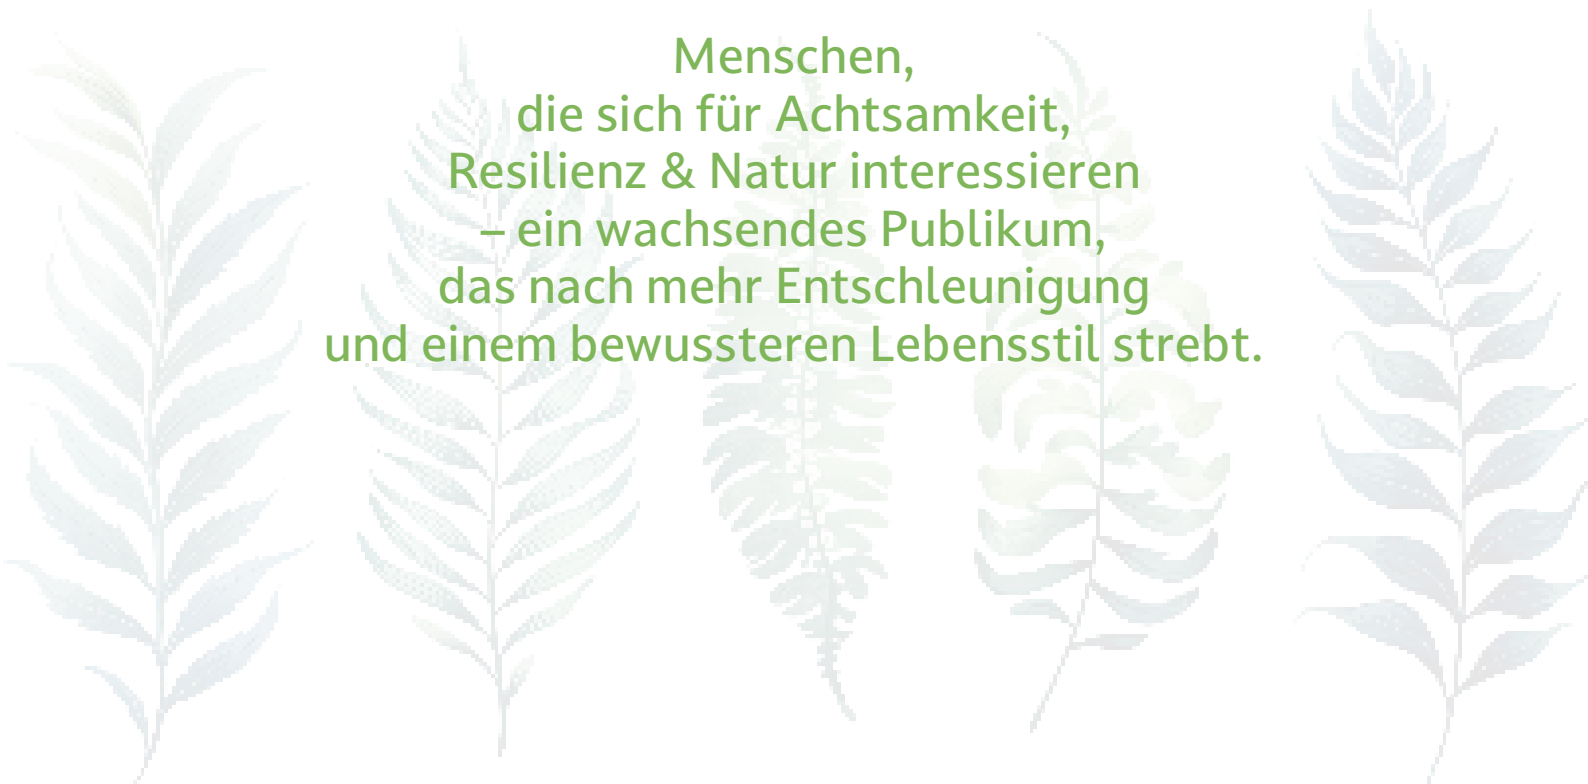 Menschen,
die sich für Achtsamkeit,
Resilienz & Natur interessieren
– ein wachsendes Publikum,
das nach mehr Entschleunigung
und einem bewussteren Lebensstil strebt.